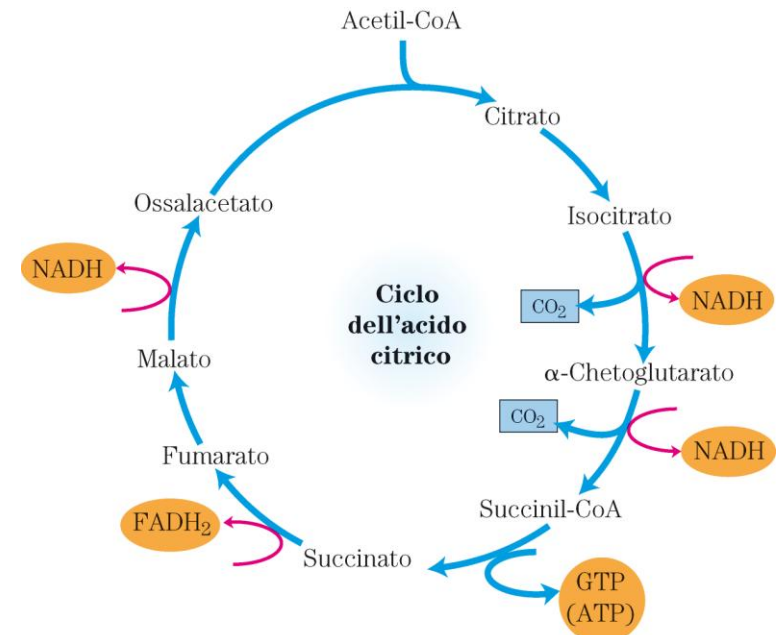 Acetil-CoA
Citrato
Isocitrato
NADH
CO₂
α-Chetoglutarato
CO₂
NADH
Succinil-CoA
GTP
(ATP)
Succinato
FADH₂
Fumarato
Malato
NADH
Ossalacetato
Ciclo
dell'acido
citrico